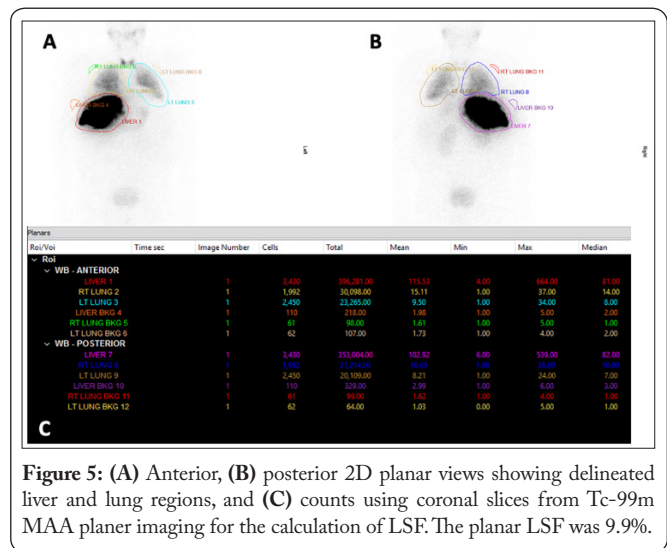 A
B
RT LUNG BKG 5
LT LUNG BKG 6
LT LUNG 3
BKG 4
LIVER 1
Left
RT LUNG BKG 11
RT LUNG 8
LIVER BKG 10
LIVER 7
Right
Planars
Roi/Voi Time sec Image Number Cells Total Mean Min Max Median
Roi
WB - ANTERIOR
LIVER 1 1 3,430 115.53 4.00 664.00 81.00
RT LUNG 2 1 1,992 30,098.00 15.11 1.00 37.00 14.00
LT LUNG 3 1 2,450 23,265.00 9.50 1.00 34.00 8.00
LIVER BKG 4 1 110 218.00 1.98 1.00 5.00 2.00
RT LUNG BKG 5 1 61 98.00 1.61 1.00 5.00 1.00
LT LUNG BKG 6 1 62 107.00 1.73 1.00 4.00 2.00
WB - POSTERIOR
LIVER 7 1 3,430 353,004.00 102.92 6.00 539.00 82.00
RT LUNG 8 1 1,992
LT LUNG 9 1 2,450 20,109.00 8.21 1.00 24.00 7.00
LIVER BKG 10 1 110 329.00 2.99 1.00 6.00 3.00
RT LUNG BKG 11 1 61 99.00 1.62 1.00 4.00 1.00
LT LUNG BKG 12 1 62 64.00 1.03 0.00 5.00 1.00
C
Figure 5: (A) Anterior, (B) posterior 2D planar views showing delineated
liver and lung regions, and (C) counts using coronal slices from Tc-99m
MAA planer imaging for the calculation of LSF. The planar LSF was 9.9%.